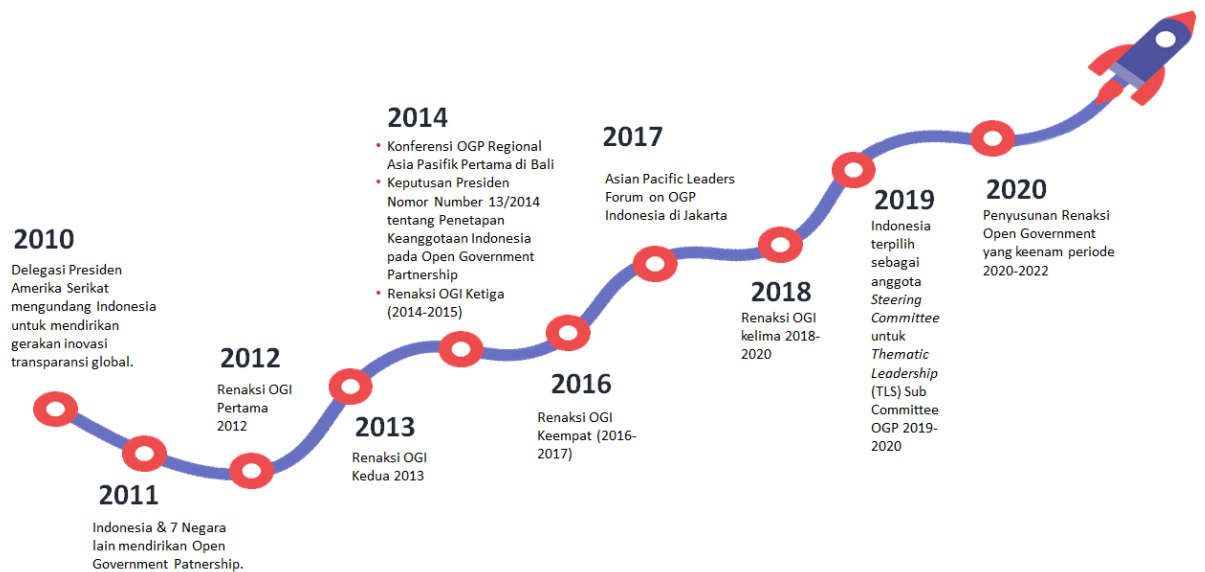 2010
Delegasi Presiden
Amerika Serikat
mengundang Indonesia
untuk mendirikan
gerakan inovasi
transparansi global.
2011
Indonesia & 7 Negara
lain mendirikan Open
Government Patnership.
2012
Renaksi OGI
Pertama
2012
2013
Renaksi OGI
Kedua 2013
2014
• Konferensi OGP Regional
Asia Pasifik Pertama di Bali
• Keputusan Presiden
Nomor Number 13/2014
tentang Penetapan
Keanggotaan Indonesia
pada Open Government
Partnership
• Renaksi OGI Ketiga
(2014-2015)
2016
Renaksi OGI
Keempat (2016-
2017)
2017
Asian Pacific Leaders
Forum on OGP
Indonesia di Jakarta
2018
Renaksi OGI
kelima 2018-
2020
2019
Indonesia
terpilih
sebagai
anggota
Steering
Committee
untuk
Thematic
Leadership
(TLS) Sub
Committee
OGP 2019-
2020
2020
Penyusunan Renaksi
Open Government
yang keenam periode
2020-2022